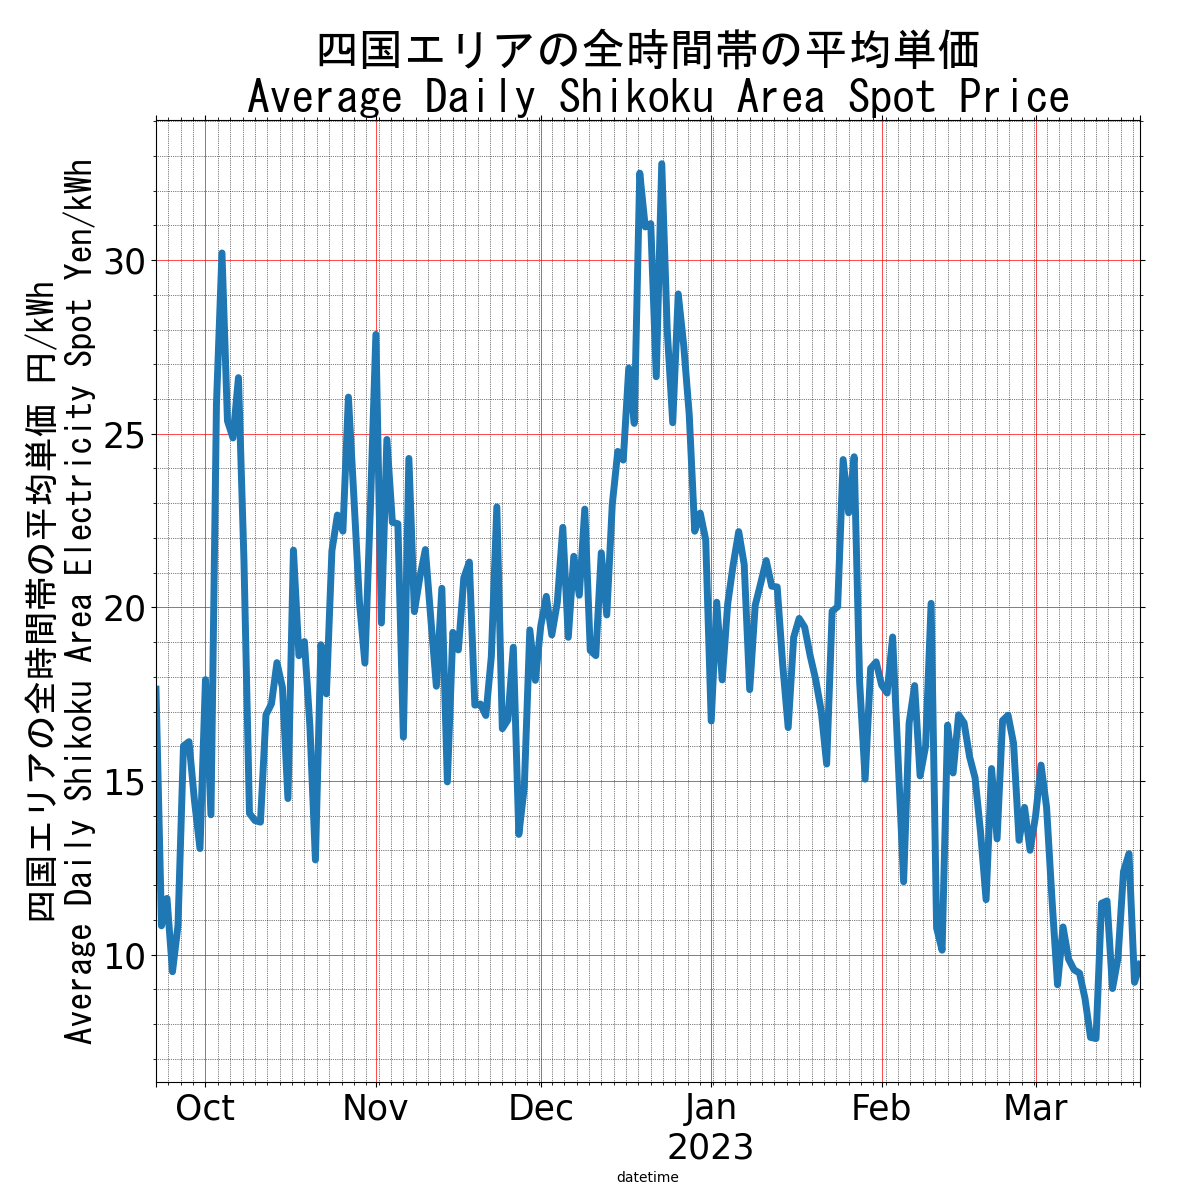 四国エリアの全時間帯の平均単価
Average Daily Shikoku Area Spot Price
四国エリアの全時間帯の平均単価 円/kWh
Average Daily Shikoku Area Electricity Spot Yen/kWh
30
25
20
15
10
Oct
Nov
Dec
Jan
2023
Feb
Mar
datetime